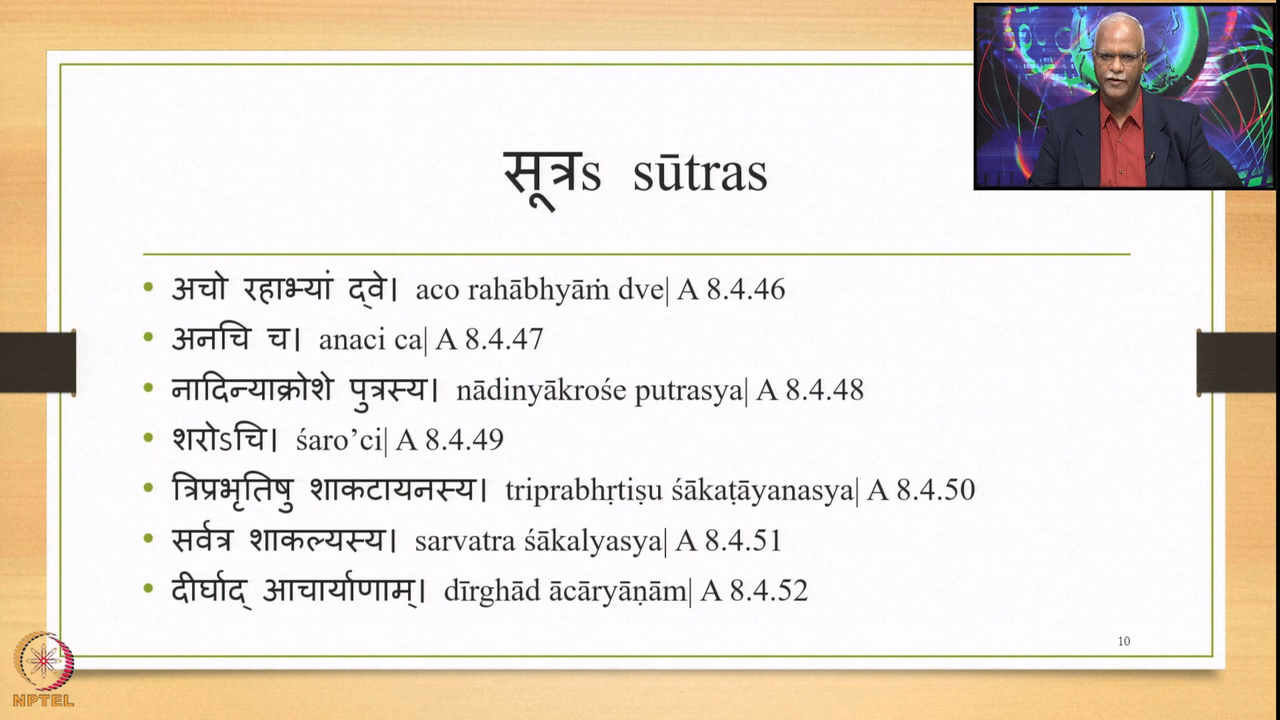 सूत्रs sūtras
• अचो रहाभ्यां द्वे। aco rahābhyāṁ dve| A 8.4.46
• अनचि च। anaci ca| A 8.4.47
• नादिन्याक्रोशे पुत्रस्य। nādinyākrośe putrasya| A 8.4.48
• शरोऽचि। śaro’ci| A 8.4.49
• त्रिप्रभृतिषु शाकटायनस्य। triprabhṛtiṣu śākaṭāyanasya| A 8.4.50
• सर्वत्र शाकल्यस्य। sarvatra śākalyasya| A 8.4.51
• दीर्घाद् आचार्याणाम्। dīrghād ācāryāṇām| A 8.4.52
10
NPTEL